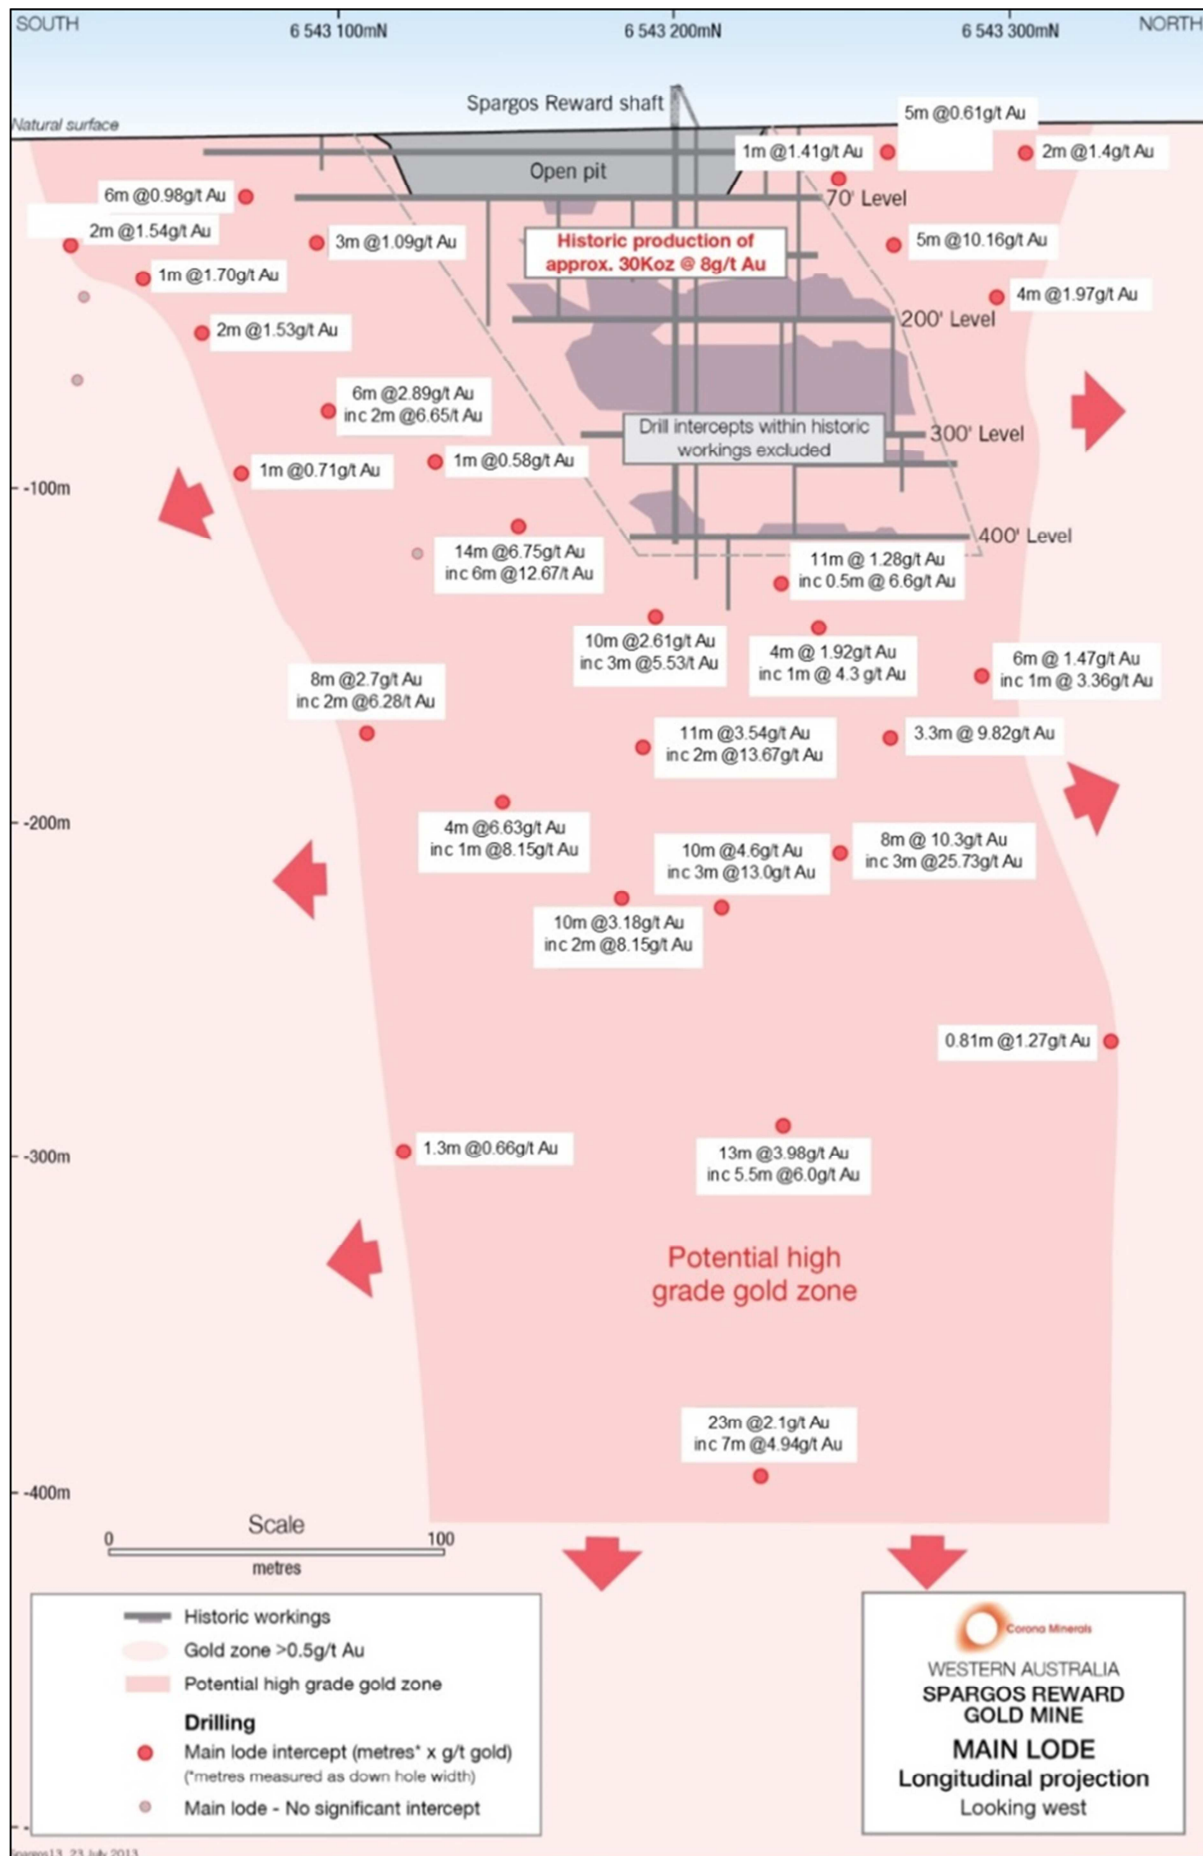 SOUTH
6 543 100mN
6 543 200mN
6 543 300mN
NORTH
Natural surface
Spargos Reward shaft
5m @0.61g/t Au
1m @1.41g/t Au
2m @1.4g/t Au
Open pit
6m @0.98g/t Au
70' Level
2m @1.54g/t Au
3m @1.09g/t Au
Historic production of
approx. 30Koz @ 8g/t Au
5m @10.16g/t Au
1m @1.70g/t Au
4m @1.97g/t Au
2m @1.53g/t Au
200' Level
6m @2.89g/t Au
inc 2m @6.65/t Au
Drill intercepts within historic
workings excluded
300' Level
1m @0.71g/t Au
1m @0.58g/t Au
-100m
400' Level
14m @6.75g/t Au
inc 6m @12.67/t Au
11m @ 1.28g/t Au
inc 0.5m @ 6.6g/t Au
10m @2.61g/t Au
inc 3m @5.53/t Au
4m @ 1.92g/t Au
inc 1m @ 4.3 g/t Au
6m @ 1.47g/t Au
inc 1m @ 3.36g/t Au
8m @2.7g/t Au
inc 2m @6.28/t Au
11m @3.54g/t Au
inc 2m @13.67g/t Au
3.3m @ 9.82g/t Au
-200m
4m @6.63g/t Au
inc 1m @8.15g/t Au
10m @4.6g/t Au
inc 3m @13.0g/t Au
8m @ 10.3g/t Au
inc 3m @25.73g/t Au
10m @3.18g/t Au
inc 2m @8.15g/t Au
0.81m @1.27g/t Au
-300m
1.3m @0.66g/t Au
13m @3.98g/t Au
inc 5.5m @6.0g/t Au
Potential high
grade gold zone
23m @2.1g/t Au
inc 7m @4.94g/t Au
-400m
Scale
0
100
metres
Historic workings
Gold zone >0.5g/t Au
Potential high grade gold zone
Drilling
Main lode intercept (metres* x g/t gold)
(*metres measured as down hole width)
Main lode - No significant intercept
Corona Minerals
WESTERN AUSTRALIA
SPARGOS REWARD
GOLD MINE
MAIN LODE
Longitudinal projection
Looking west
Spargos13, 23 July 2013